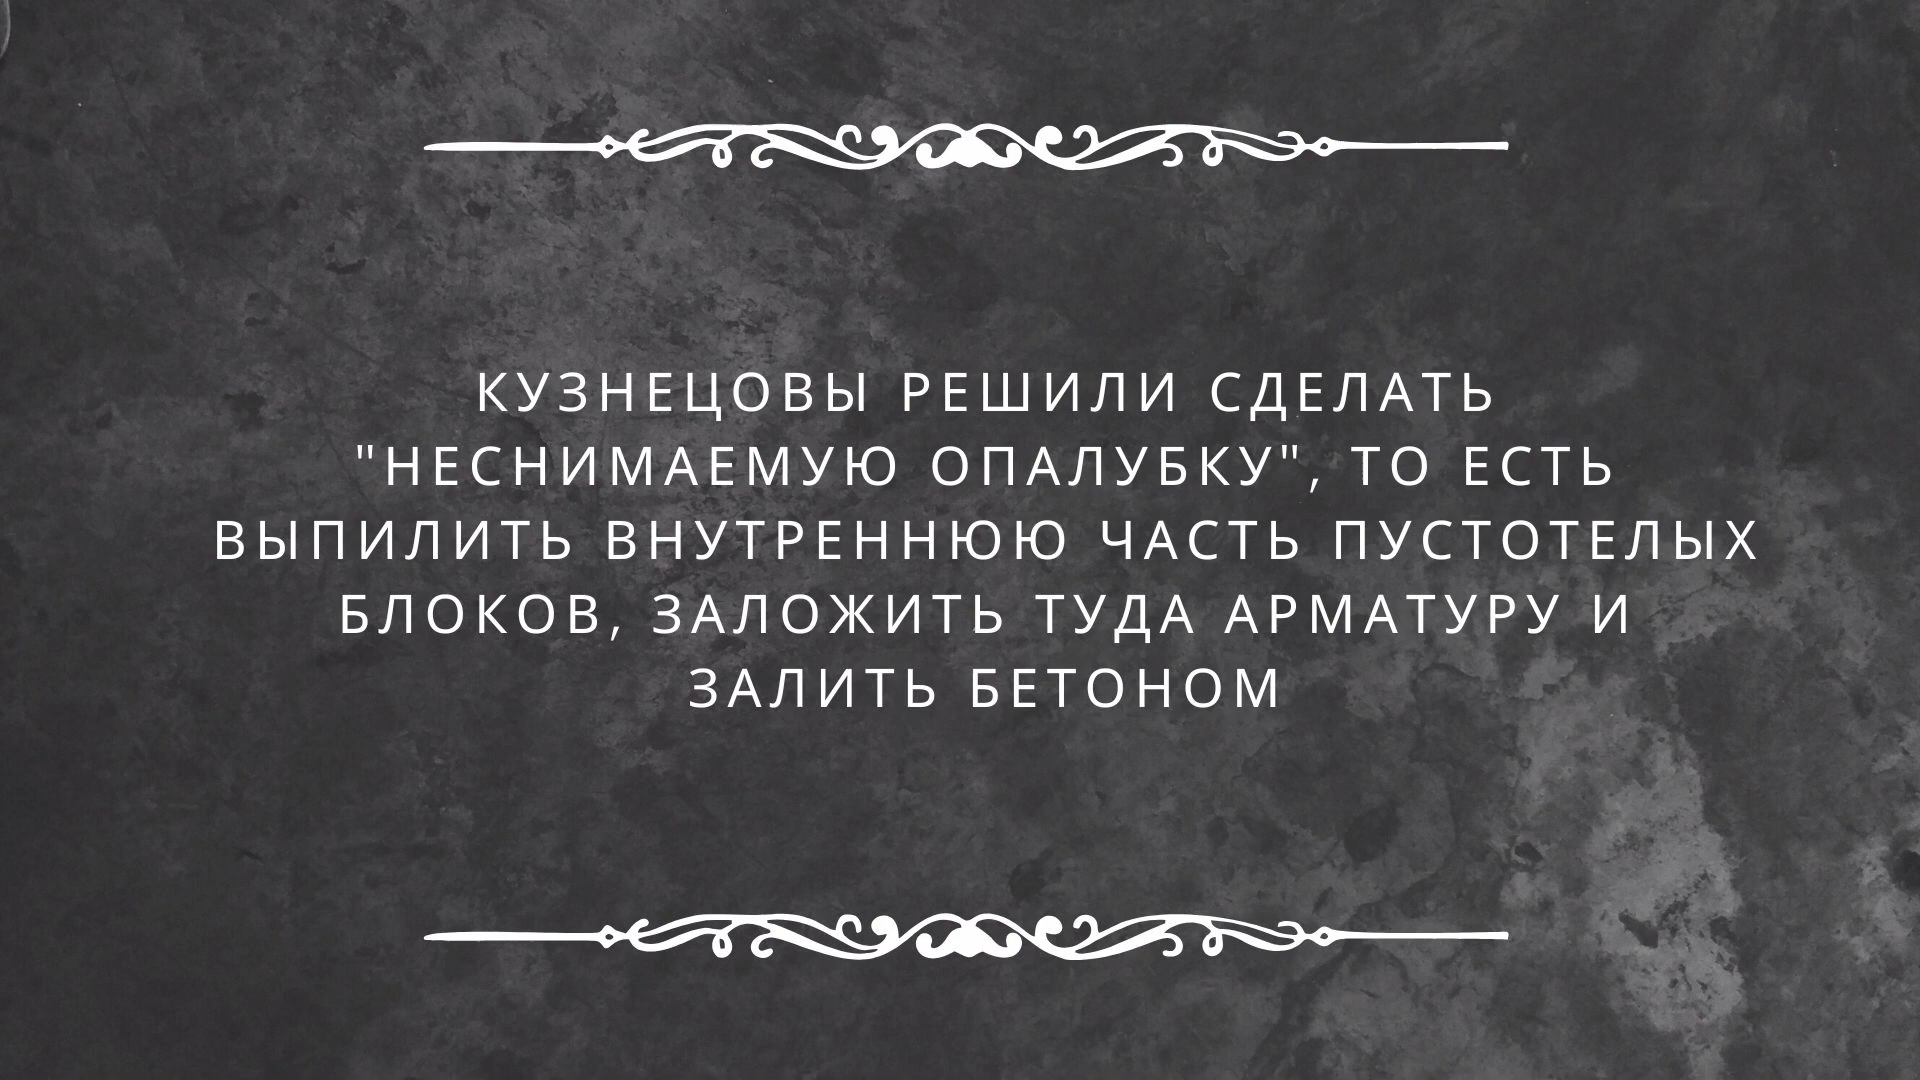 КУЗНЕЦОВЫ РЕШИЛИ СДЕЛАТЬ
"НЕСНИМАЕМУЮ ОПАЛУБКУ", ТО ЕСТЬ
ВЫПИЛИТЬ ВНУТРЕННЮЮ ЧАСТЬ ПУСТОТЕЛЫХ
БЛОКОВ, ЗАЛОЖИТЬ ТУДА АРМАТУРУ И
ЗАЛИТЬ БЕТОНОМ